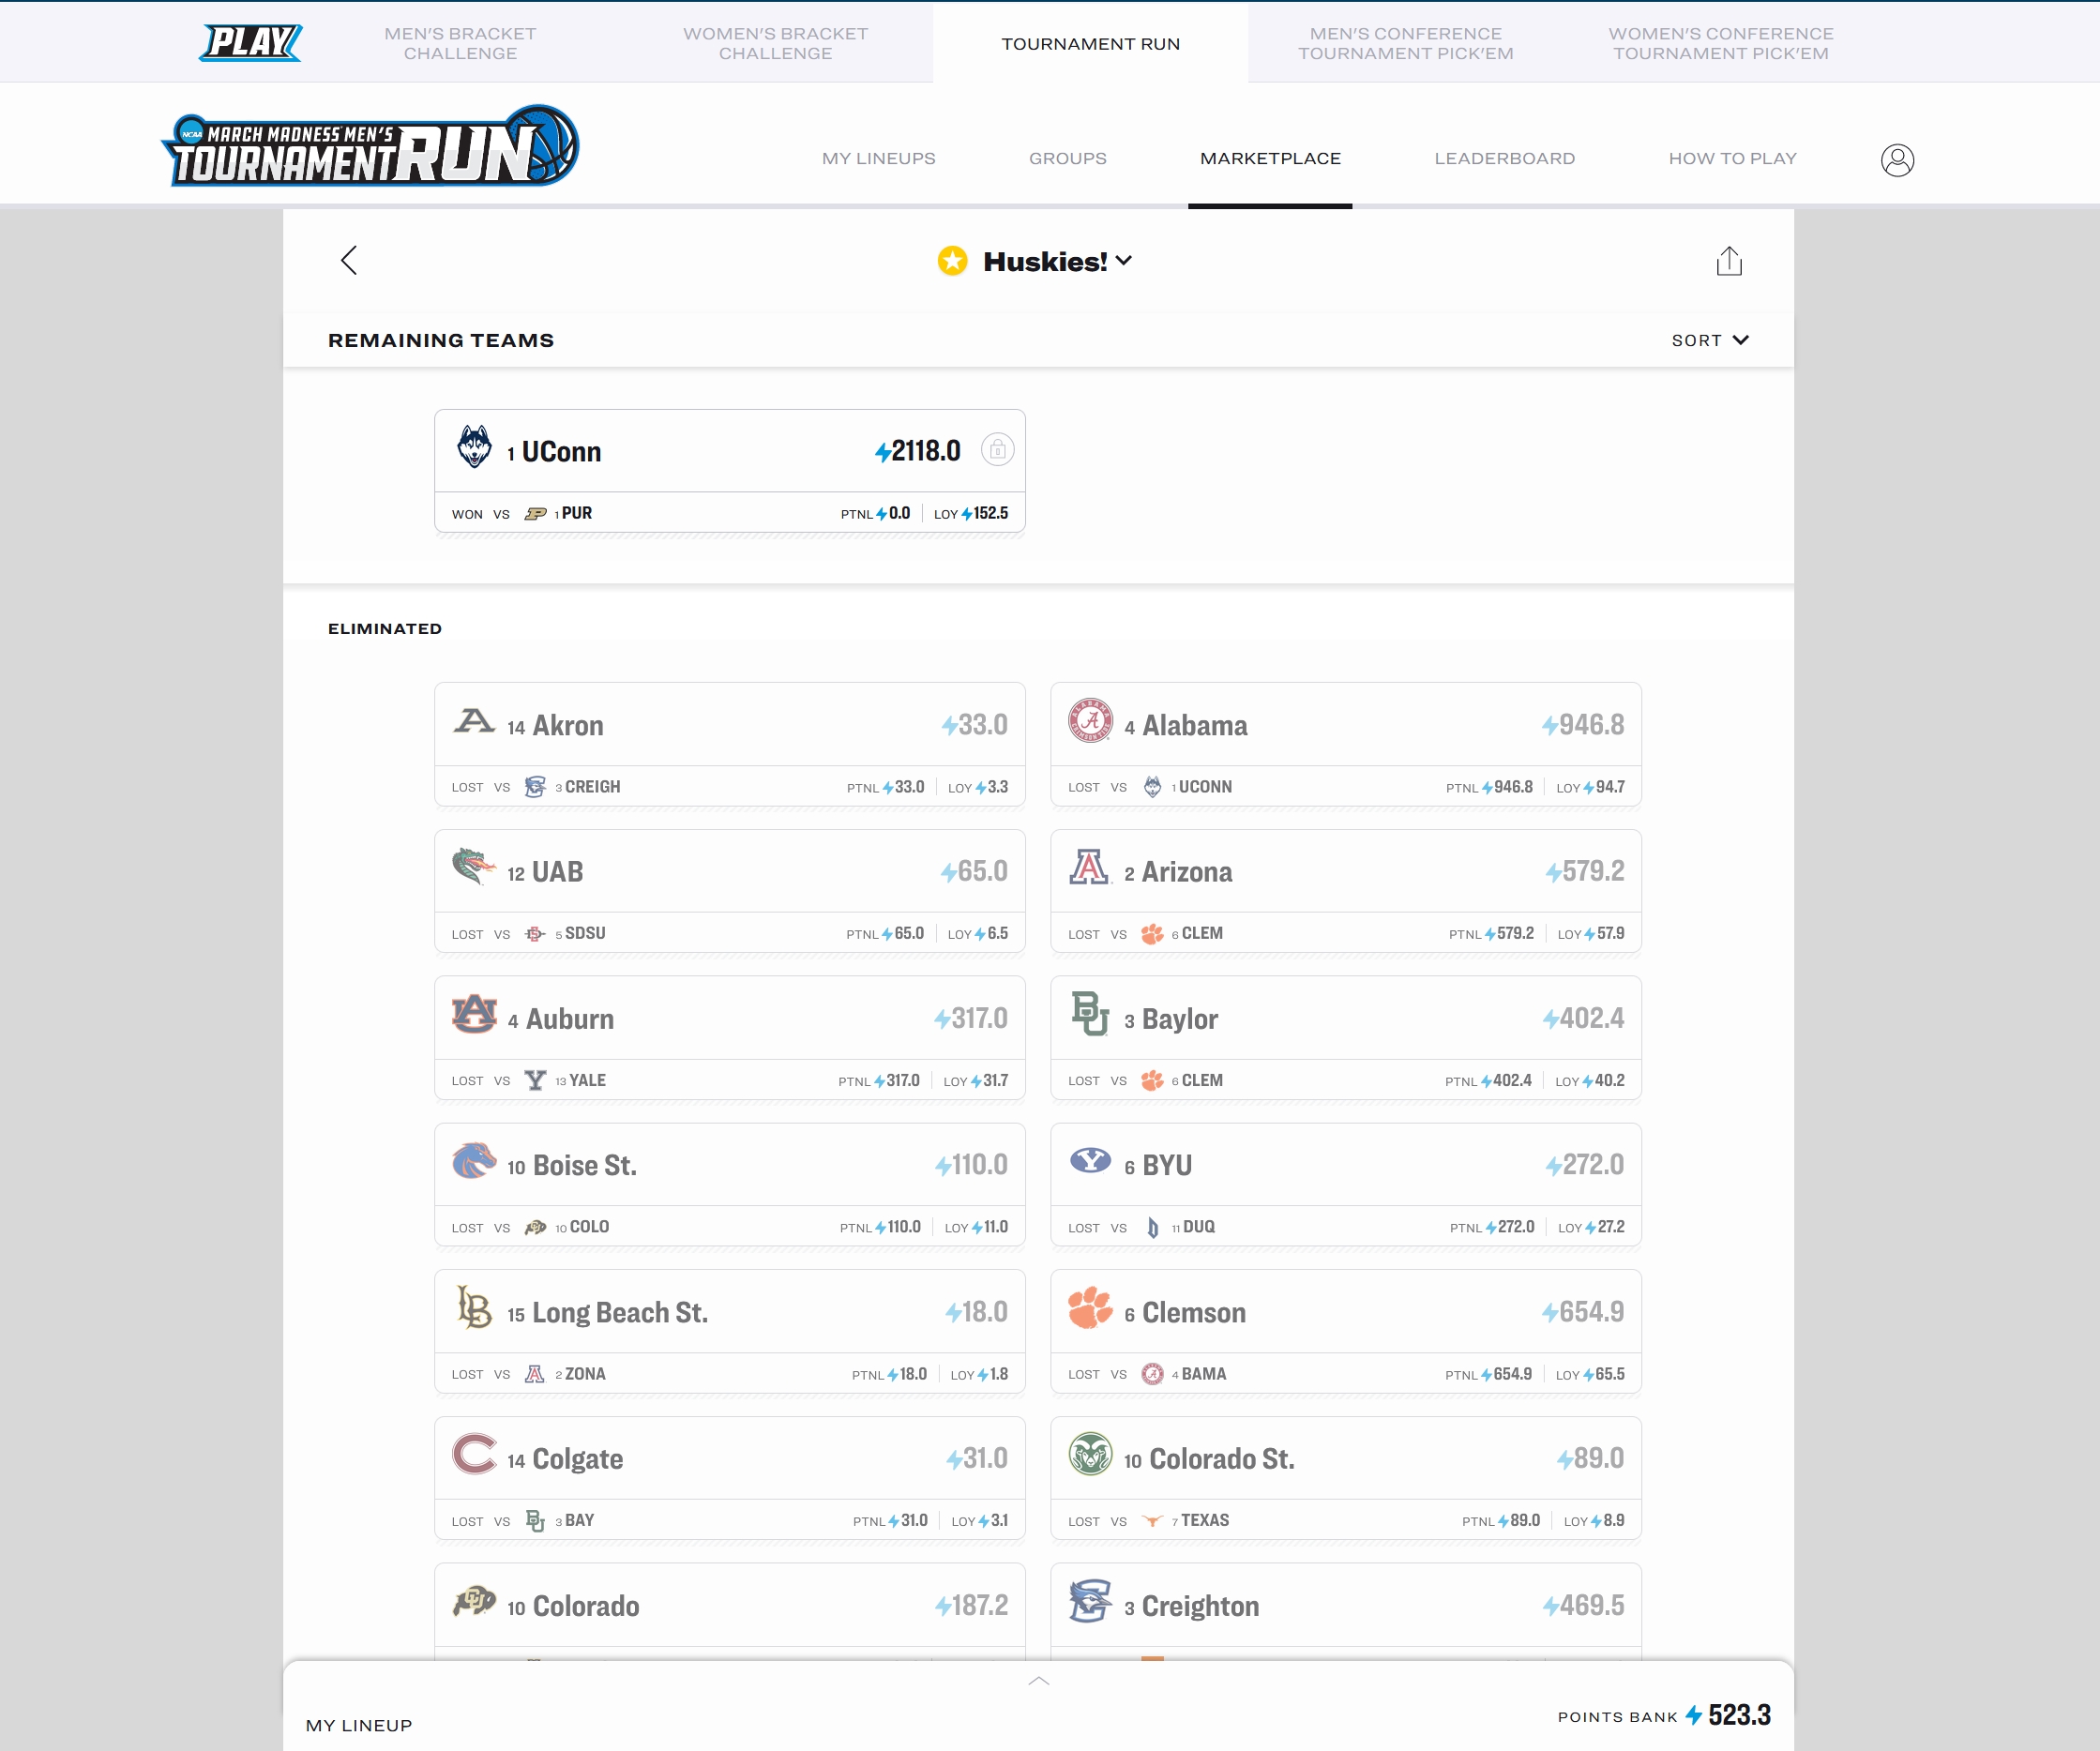 PLAY
MEN'S BRACKET
CHALLENGE
WOMEN'S BRACKET
CHALLENGE
TOURNAMENT RUN
MEN'S CONFERENCE
TOURNAMENT PICK'EM
WOMEN'S CONFERENCE
TOURNAMENT PICK'EM
NCAA MARCH MADNESS MEN'S
TOURNAMENT RUN
MY LINEUPS
GROUPS
MARKETPLACE
LEADERBOARD
HOW TO PLAY
Huskies!
REMAINING TEAMS
SORT
1 UConn 2118.0
WON VS 1 PUR PTNL 0.0 LOY 152.5
ELIMINATED
14 Akron 33.0
LOST VS 3 CREIGH PTNL 33.0 LOY 3.3
4 Alabama 946.8
LOST VS 1 UCONN PTNL 946.8 LOY 94.7
12 UAB 65.0
LOST VS 5 SDSU PTNL 65.0 LOY 6.5
2 Arizona 579.2
LOST VS 6 CLEM PTNL 579.2 LOY 57.9
4 Auburn 317.0
LOST VS 13 YALE PTNL 317.0 LOY 31.7
3 Baylor 402.4
LOST VS 6 CLEM PTNL 402.4 LOY 40.2
10 Boise St. 110.0
LOST VS 10 COLO PTNL 110.0 LOY 11.0
6 BYU 272.0
LOST VS 11 DUQ PTNL 272.0 LOY 27.2
15 Long Beach St. 18.0
LOST VS 2 ZONA PTNL 18.0 LOY 1.8
6 Clemson 654.9
LOST VS 4 BAMA PTNL 654.9 LOY 65.5
14 Colgate 31.0
LOST VS 3 BAY PTNL 31.0 LOY 3.1
10 Colorado St. 89.0
LOST VS 7 TEXAS PTNL 89.0 LOY 8.9
10 Colorado 187.2
3 Creighton 469.5
MY LINEUP
POINTS BANK 523.3